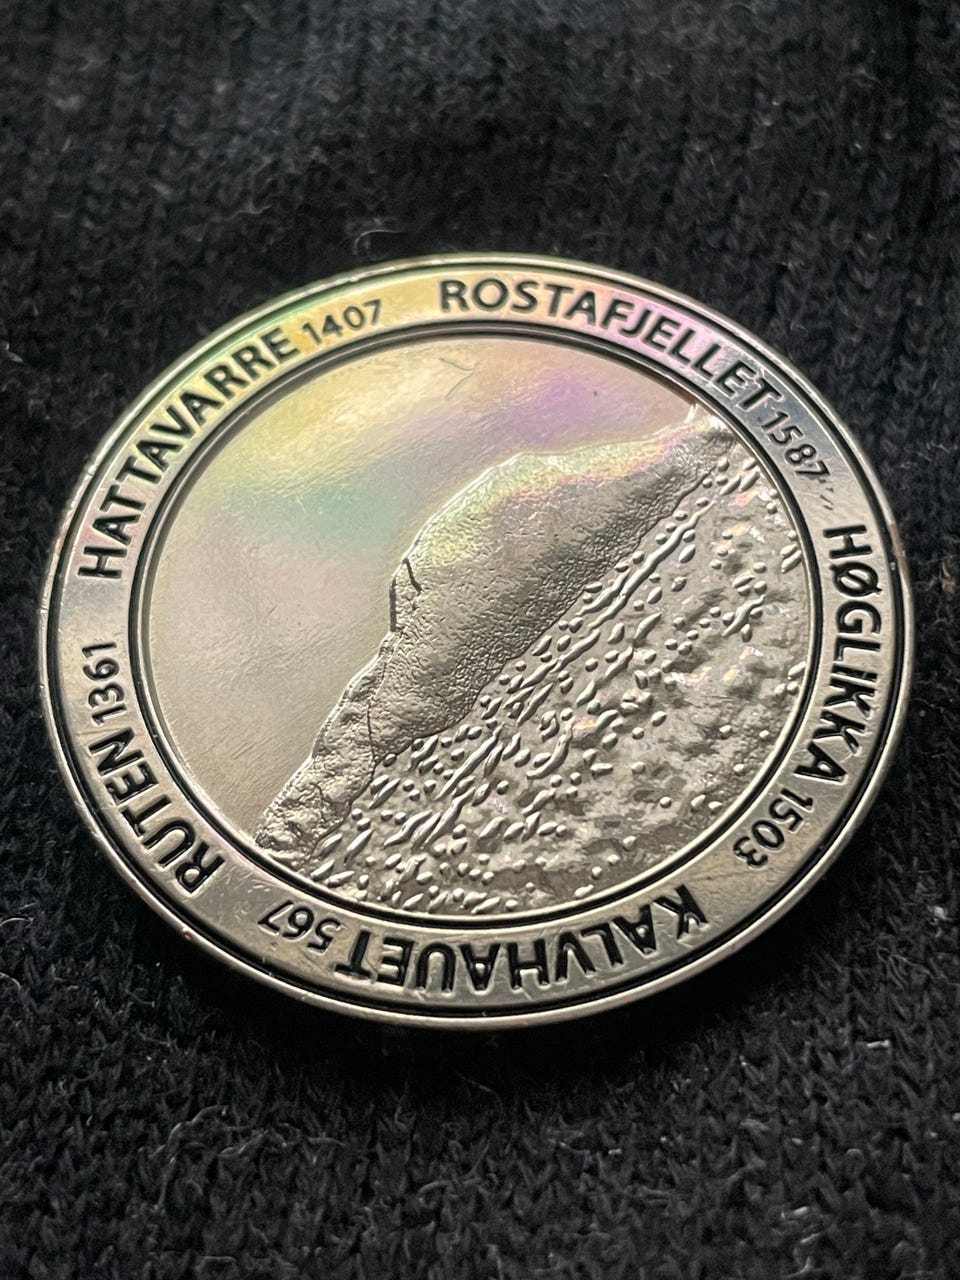 ROSTAFJELLET 1587
HØGLIKKA 1503
KALVHAUET 567
RUTEN 1361
HATTAVARRE 1407